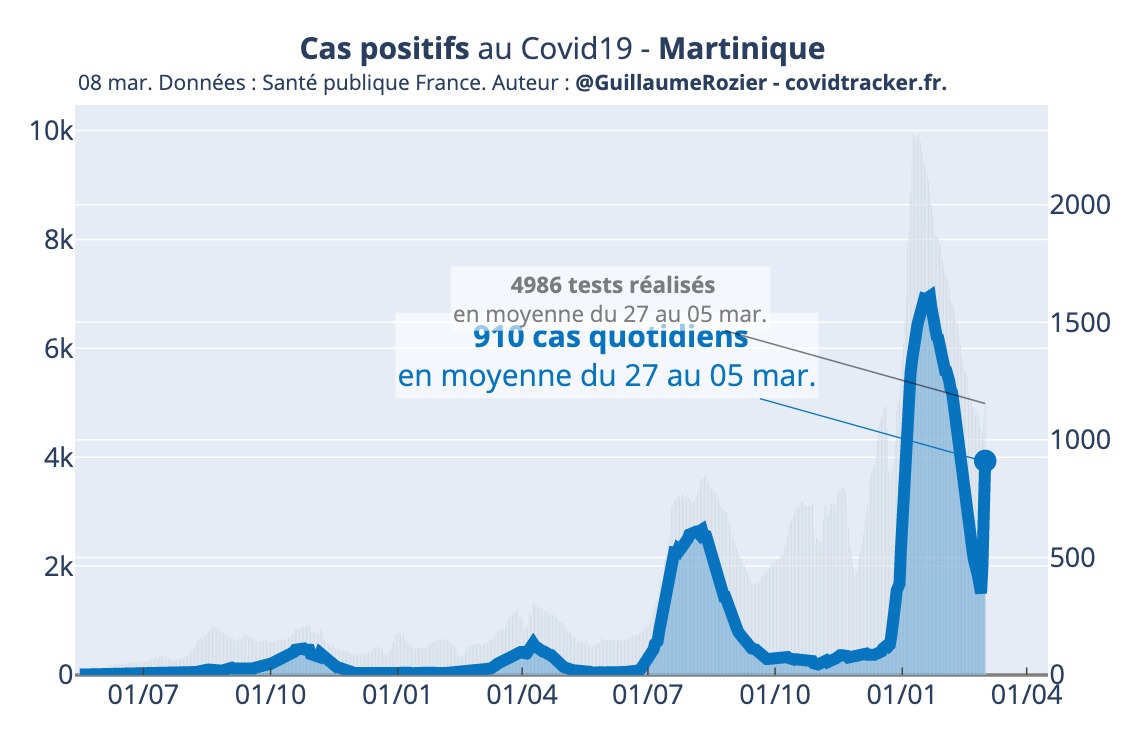 Cas positifs au Covid19 - Martinique
08 mar. Données : Santé publique France. Auteur : @GuillaumeRozier - covidtracker.fr.
10k
8k
6k
4k
2k
0
2000
1500
1000
500
0
4986 tests réalisés
en moyenne du 27 au 05 mar.
910 cas quotidiens
en moyenne du 27 au 05 mar.
01/07 01/10 01/01 01/04 01/07 01/10 01/01 01/04